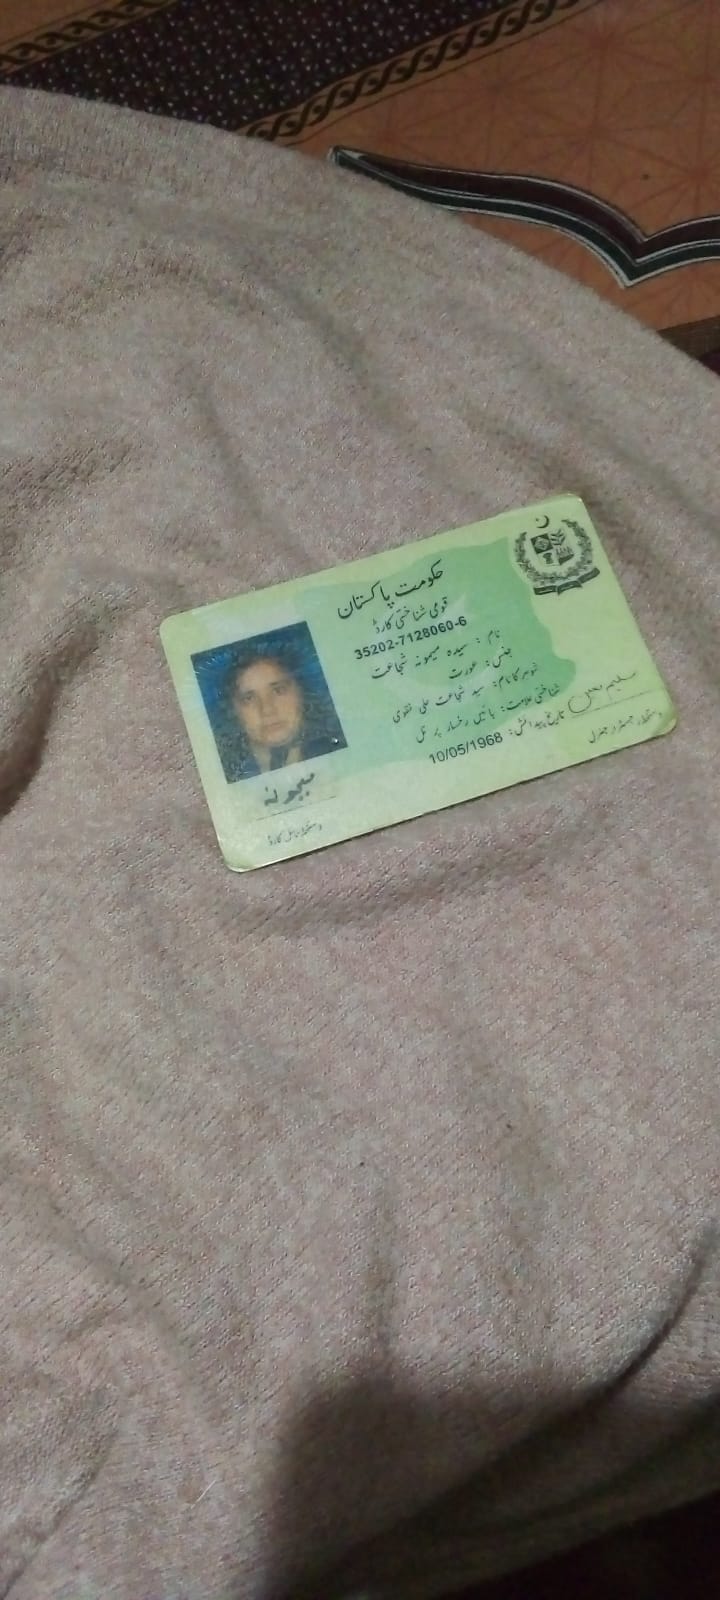 حکومت پاکستان
قومی شناختی کارڈ
35202-7128060-6
نام : سیدہ میمونہ شجاعت
جنس: عورت
شوہر کا نام: سید شجاعت علی نقوی
شناختی علامت: بائیں رخسار پر تل
تاریخ پیدائش: 10/05/1968
میمونہ
دستخط حامل کارڈ
دستخط رجسٹرار جنرل